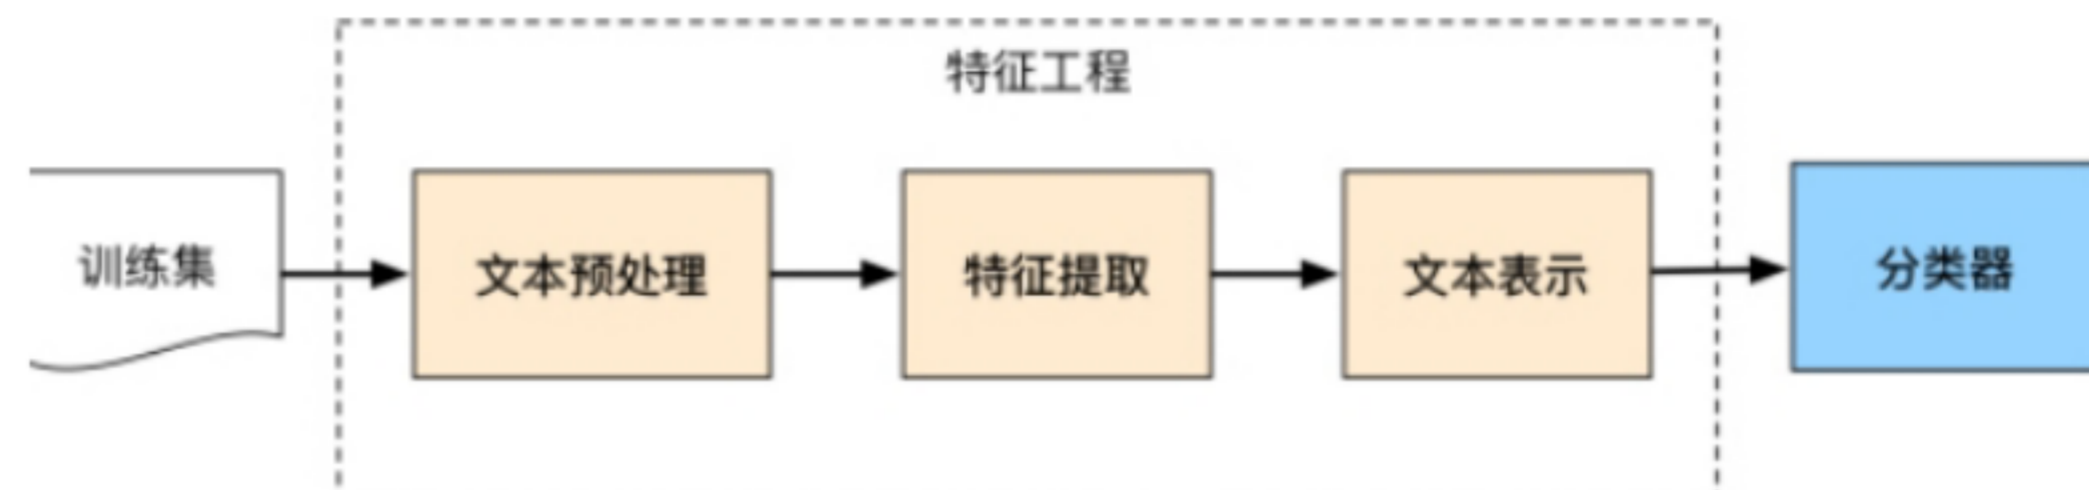 特征工程
训练集
文本预处理
特征提取
文本表示
分类器